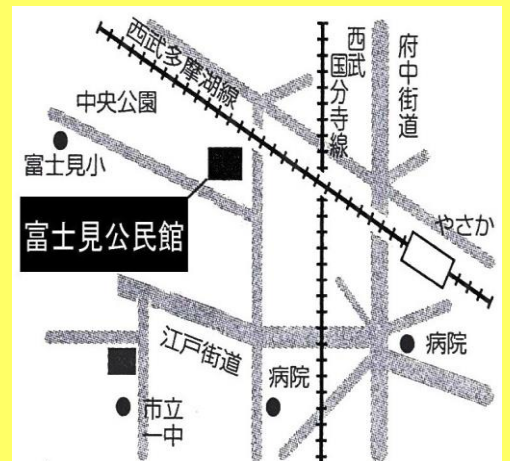 西武多摩湖線
西武
国分寺線
府中街道
中央公園
富士見小
富士見公民館
やさか
江戸街道
病院
病院
市立
一中